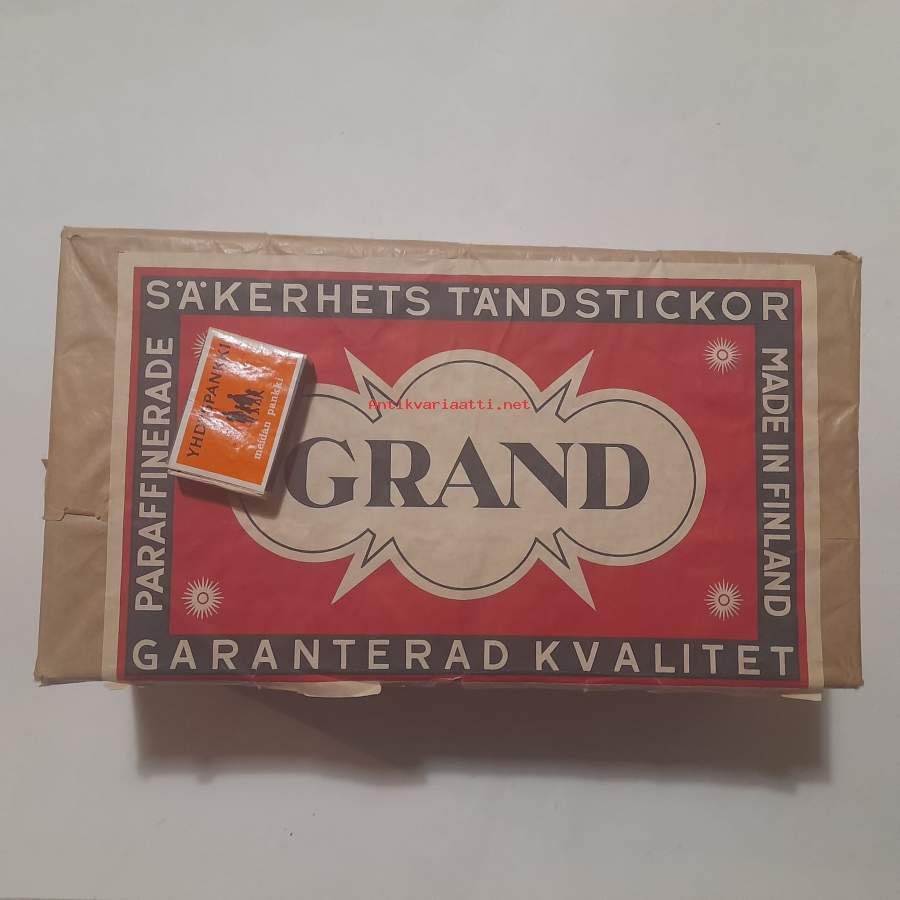 SÄKERHETS TÄNDSTICKOR
PARAFFINERADE
MADE IN FINLAND
GRAND
GARANTERAD KVALITET
YHDYSPANKKI
meidän pankki
Antikvariaatti.net